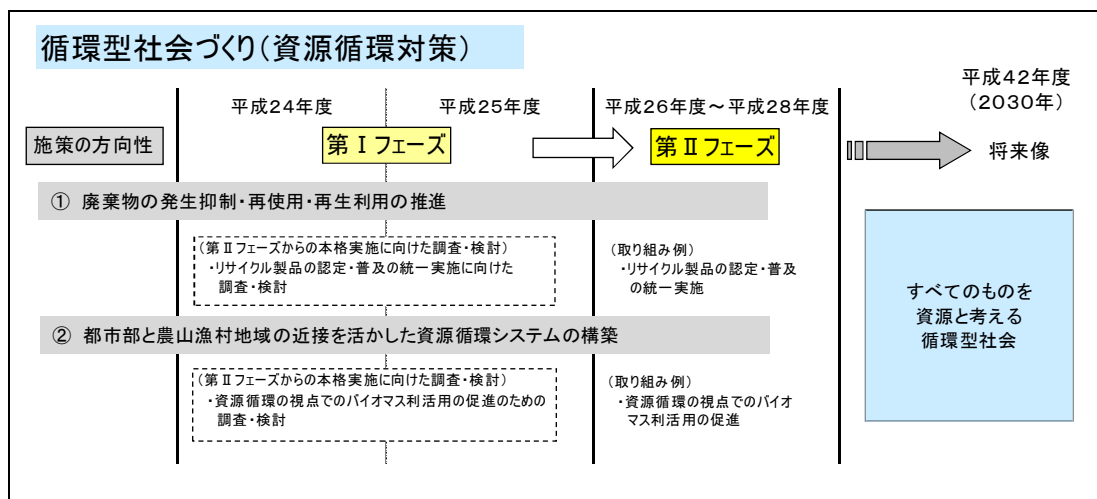 循環型社会づくり(資源循環対策)
平成42年度
(2030年)
平成24年度
平成25年度
平成26年度～平成28年度
施策の方向性
第Ⅰフェーズ
第Ⅱフェーズ
将来像
① 廃棄物の発生抑制・再使用・再生利用の推進
(第Ⅱフェーズからの本格実施に向けた調査・検討)
・リサイクル製品の認定・普及の統一実施に向けた
調査・検討
(取り組み例)
・リサイクル製品の認定・普及
の統一実施
すべてのものを
資源と考える
循環型社会
② 都市部と農山漁村地域の近接を活かした資源循環システムの構築
(第Ⅱフェーズからの本格実施に向けた調査・検討)
・資源循環の視点でのバイオマス利活用の促進のための
調査・検討
(取り組み例)
・資源循環の視点でのバイオ
マス利活用の促進